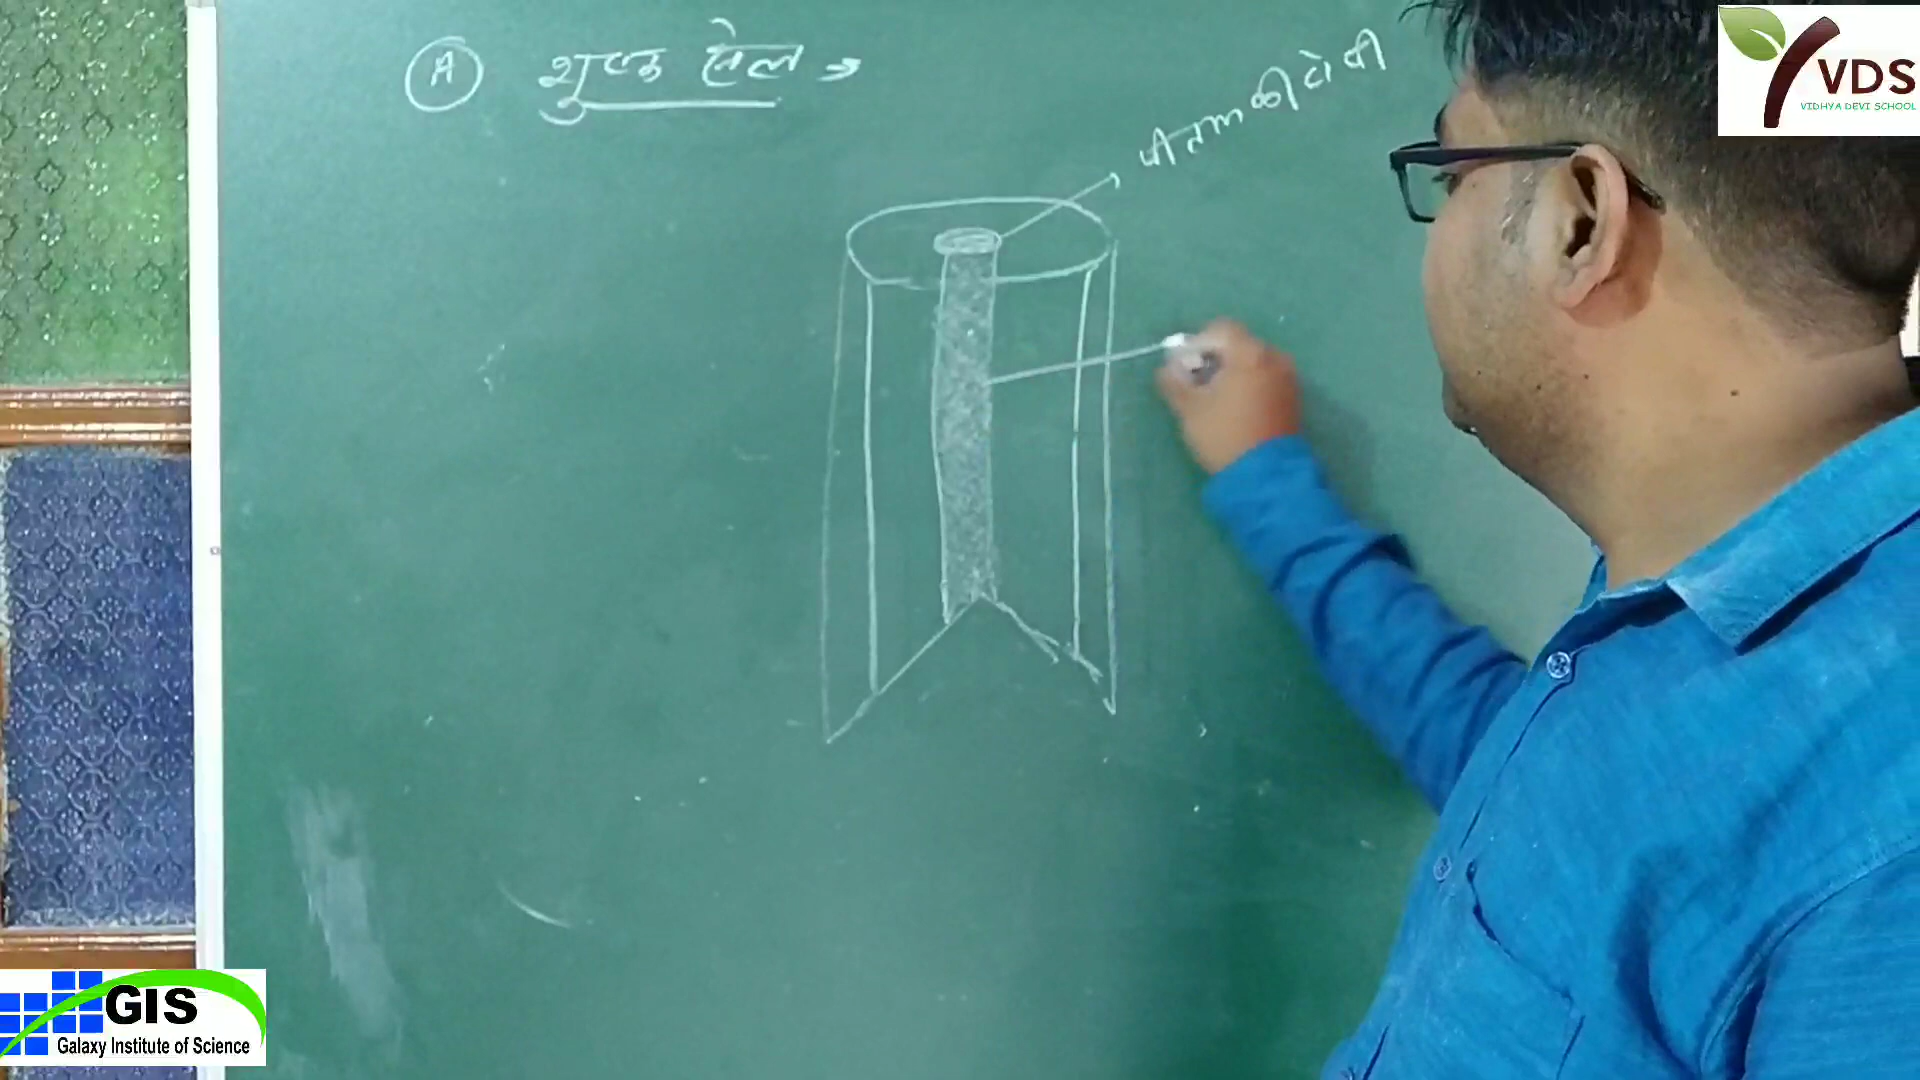 A शुष्क सेल →
पीतल की टोपी
VDS
VIDHYA DEVI SCHOOL
GIS
Galaxy Institute of Science